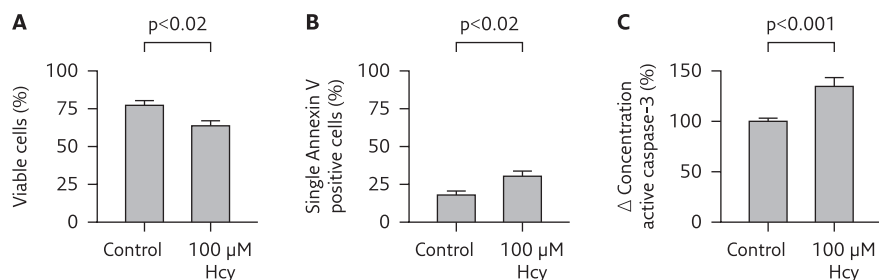 A
p<0.02
Viable cells (%)
100
75
50
25
0
Control
100 µM
Hcy
B
p<0.02
Single Annexin V
positive cells (%)
100
75
50
25
0
Control
100 µM
Hcy
C
p<0.001
△ Concentration
active caspase-3 (%)
150
100
50
0
Control
100 µM
Hcy